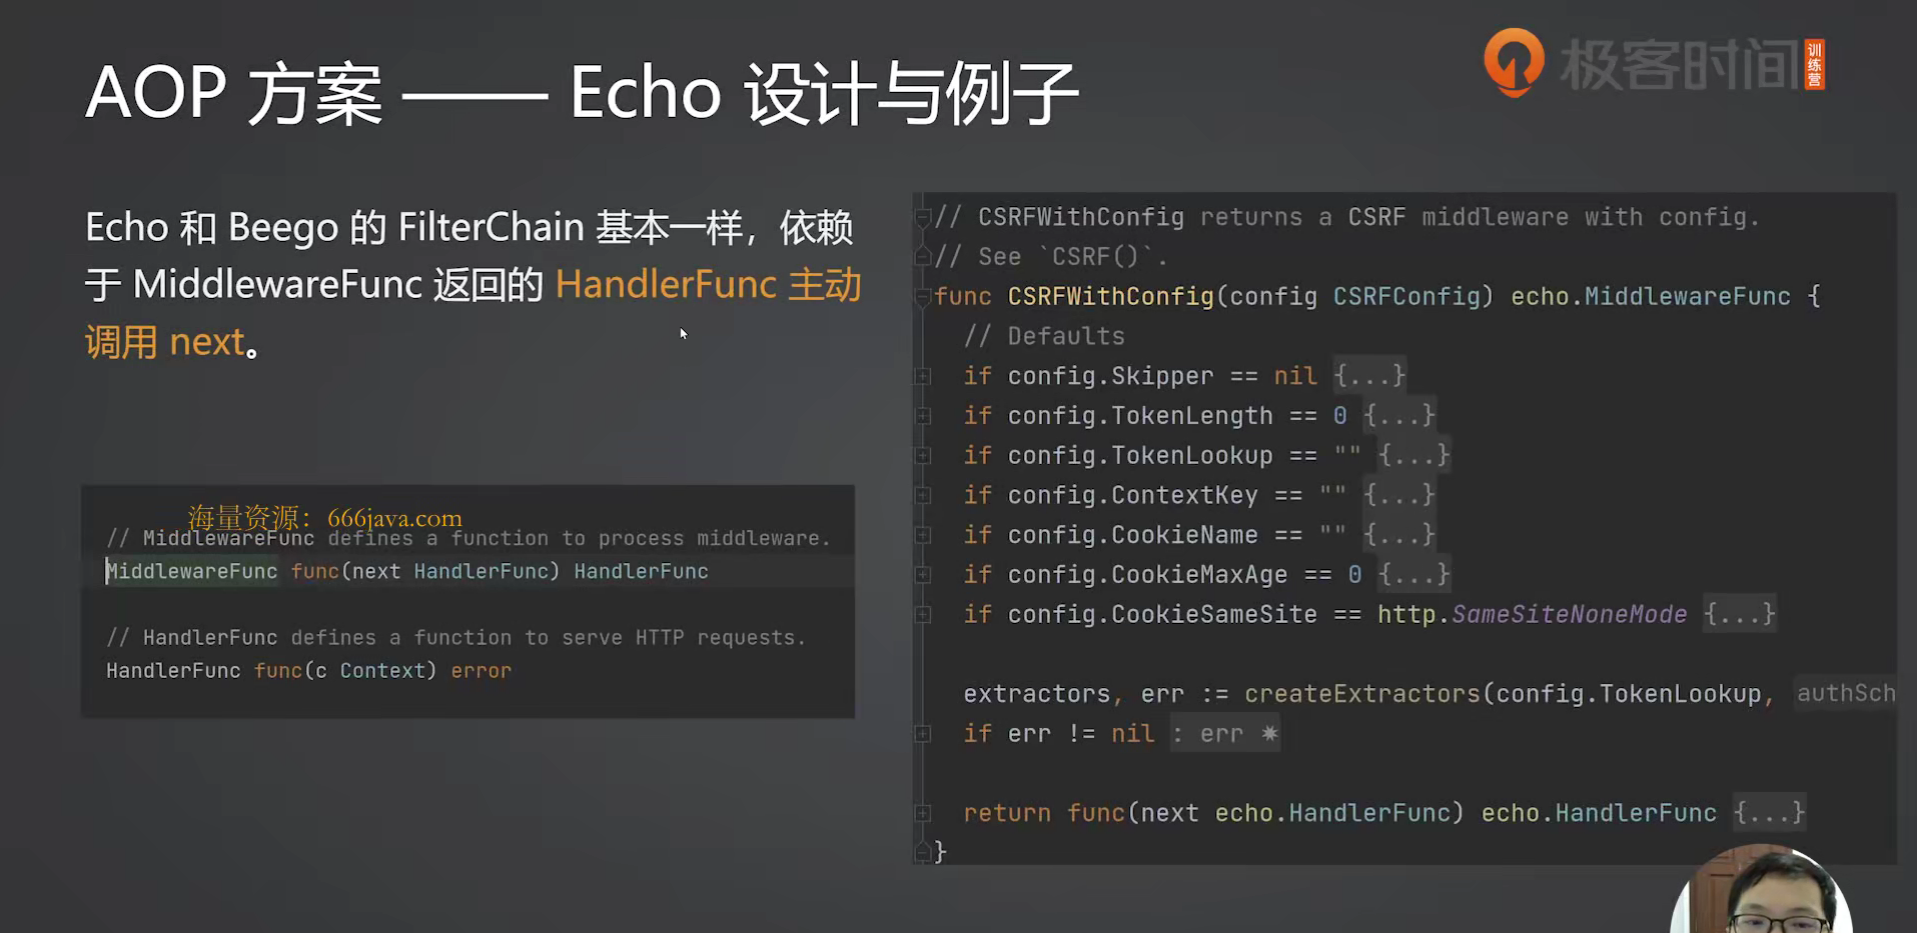 AOP 方案 —— Echo 设计与例子
极客时间
训练营
Echo 和 Beego 的 FilterChain 基本一样，依赖
于 MiddlewareFunc 返回的 HandlerFunc 主动
调用 next。
海量资源：666java.com
// MiddlewareFunc defines a function to process middleware.
MiddlewareFunc func(next HandlerFunc) HandlerFunc
// HandlerFunc defines a function to serve HTTP requests.
HandlerFunc func(c Context) error
// CSRFWithConfig returns a CSRF middleware with config.
// See `CSRF()`.
func CSRFWithConfig(config CSRFConfig) echo.MiddlewareFunc {
// Defaults
if config.Skipper == nil {...}
if config.TokenLength == 0 {...}
if config.TokenLookup == "" {...}
if config.ContextKey == "" {...}
if config.CookieName == "" {...}
if config.CookieMaxAge == 0 {...}
if config.CookieSameSite == http.SameSiteNoneMode {...}
extractors, err := createExtractors(config.TokenLookup, authSch
if err != nil : err ✷
return func(next echo.HandlerFunc) echo.HandlerFunc {...}
}